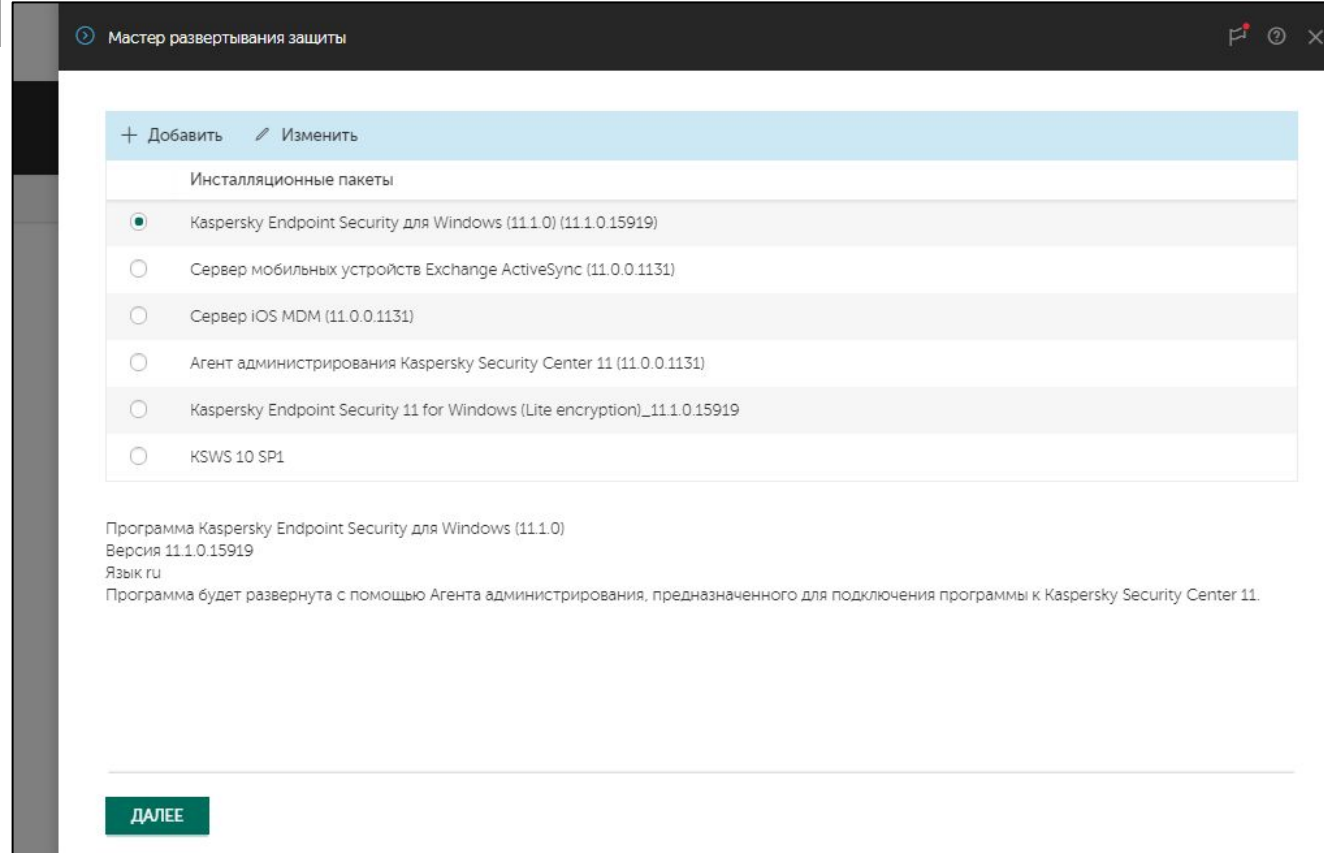 Мастер развертывания защиты
Добавить Изменить
Инсталляционные пакеты
Kaspersky Endpoint Security для Windows (11.1.0) (11.1.0.15919)
Сервер мобильных устройств Exchange ActiveSync (11.0.0.1131)
Сервер iOS MDM (11.0.0.1131)
Агент администрирования Kaspersky Security Center 11 (11.0.0.1131)
Kaspersky Endpoint Security 11 for Windows (Lite encryption)_11.1.0.15919
KSWS 10 SP1
Программа Kaspersky Endpoint Security для Windows (11.1.0)
Версия 11.1.0.15919
Язык ru
Программа будет развернута с помощью Агента администрирования, предназначенного для подключения программы к Kaspersky Security Center 11.
ДАЛЕЕ